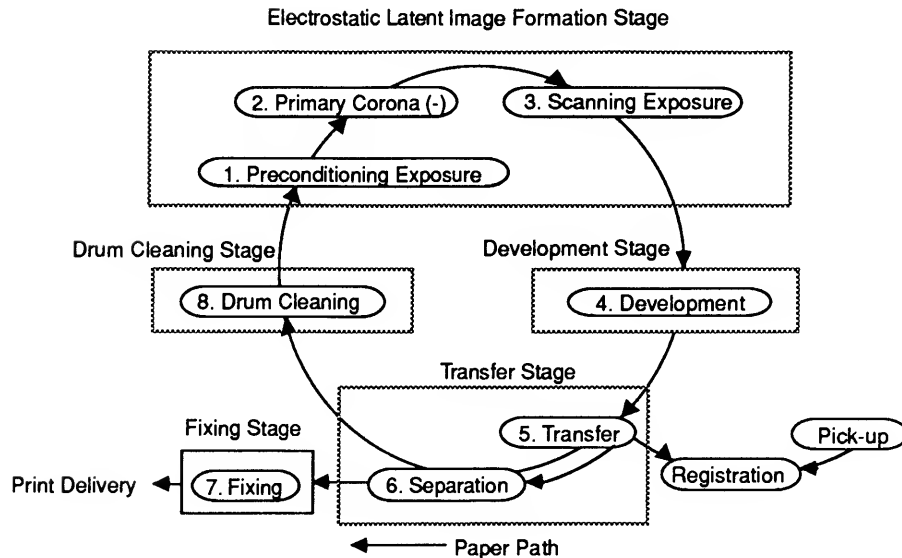 Electrostatic Latent Image Formation Stage
2. Primary Corona (-)
3. Scanning Exposure
1. Preconditioning Exposure
Drum Cleaning Stage
Development Stage
8. Drum Cleaning
4. Development
Transfer Stage
5. Transfer
Fixing Stage
Pick-up
Registration
Print Delivery
7. Fixing
6. Separation
Paper Path